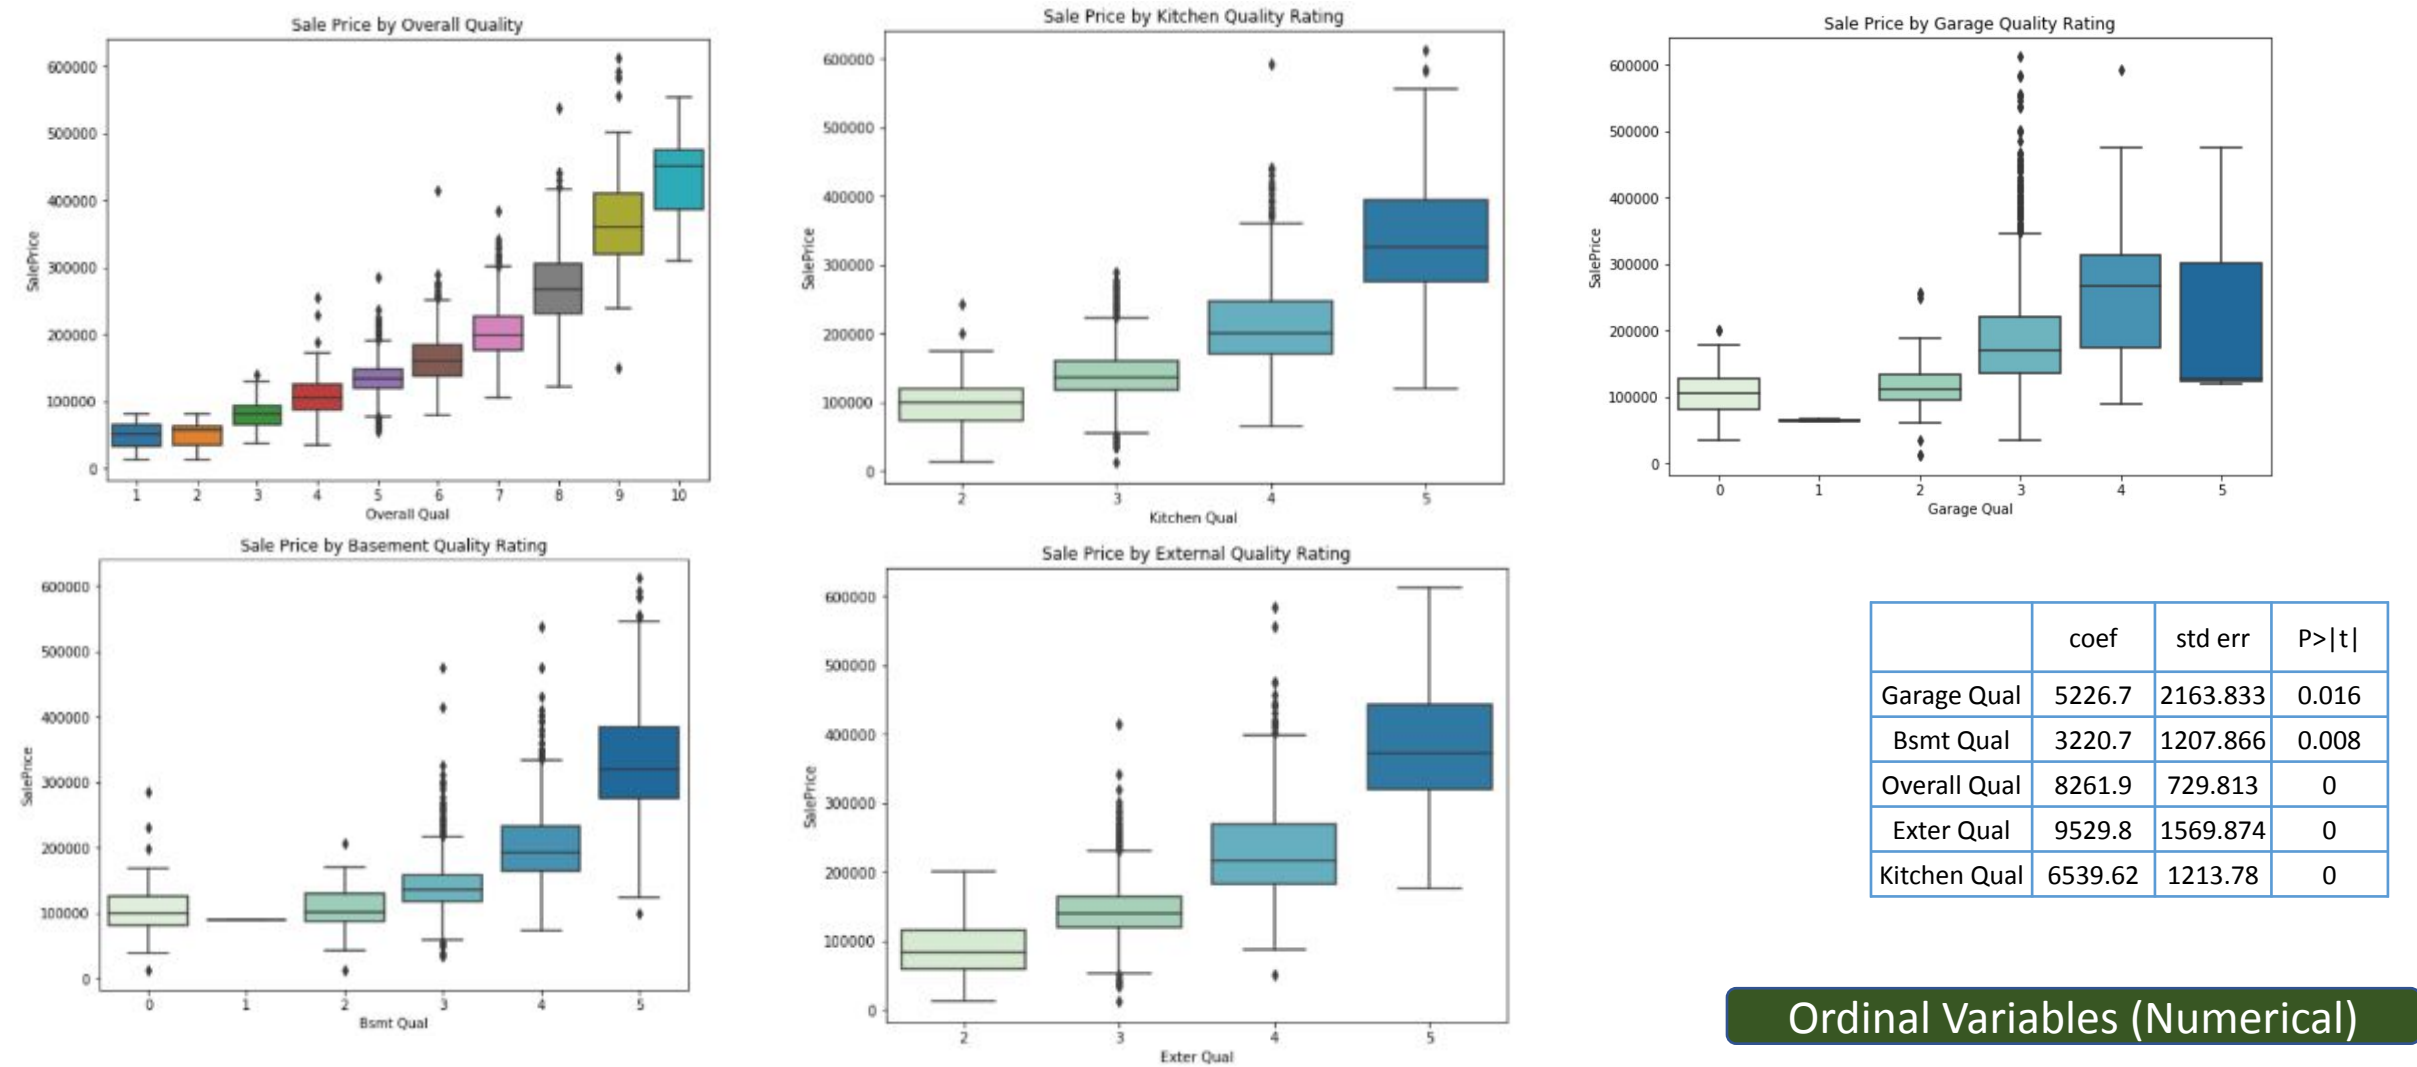 Sale Price by Overall Quality
600000
500000
400000
300000
200000
100000
0
SalePrice
1 2 3 4 5 6 7 8 9 10
Overall Qual
Sale Price by Kitchen Quality Rating
600000
500000
400000
300000
200000
100000
0
SalePrice
2 3 4 5
Kitchen Qual
Sale Price by Garage Quality Rating
600000
500000
400000
300000
200000
100000
0
SalePrice
0 1 2 3 4 5
Garage Qual
Sale Price by Basement Quality Rating
600000
500000
400000
300000
200000
100000
0
SalePrice
0 1 2 3 4 5
Bsmt Qual
Sale Price by External Quality Rating
600000
500000
400000
300000
200000
100000
0
SalePrice
2 3 4 5
Exter Qual
coef std err P>|t|
Garage Qual 5226.7 2163.833 0.016
Bsmt Qual 3220.7 1207.866 0.008
Overall Qual 8261.9 729.813 0
Exter Qual 9529.8 1569.874 0
Kitchen Qual 6539.62 1213.78 0
Ordinal Variables (Numerical)